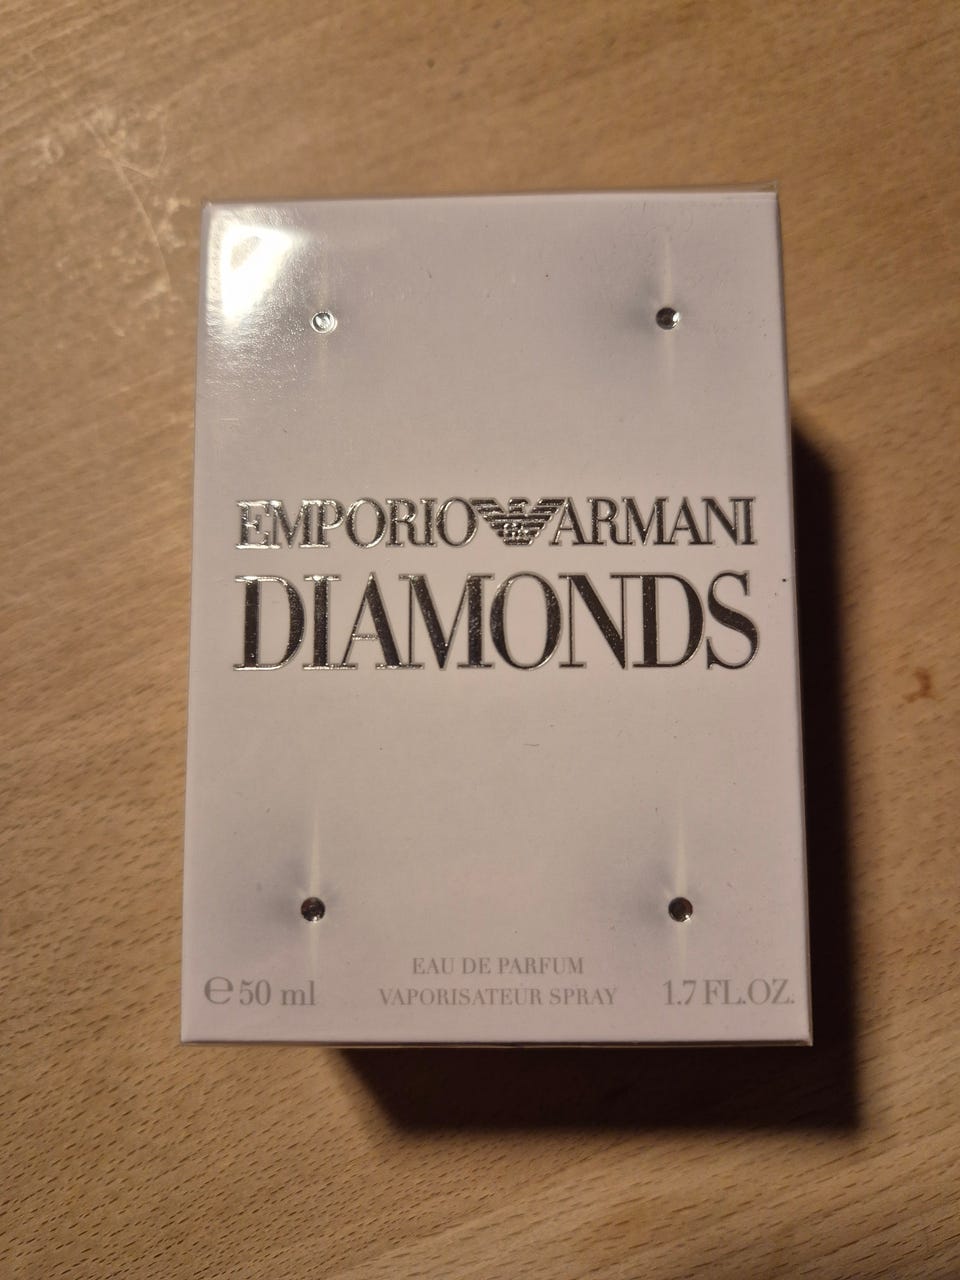 EMPORIO ARMANI
DIAMONDS
EAU DE PARFUM
℮ 50 ml VAPORISATEUR SPRAY 1.7 FL.OZ.